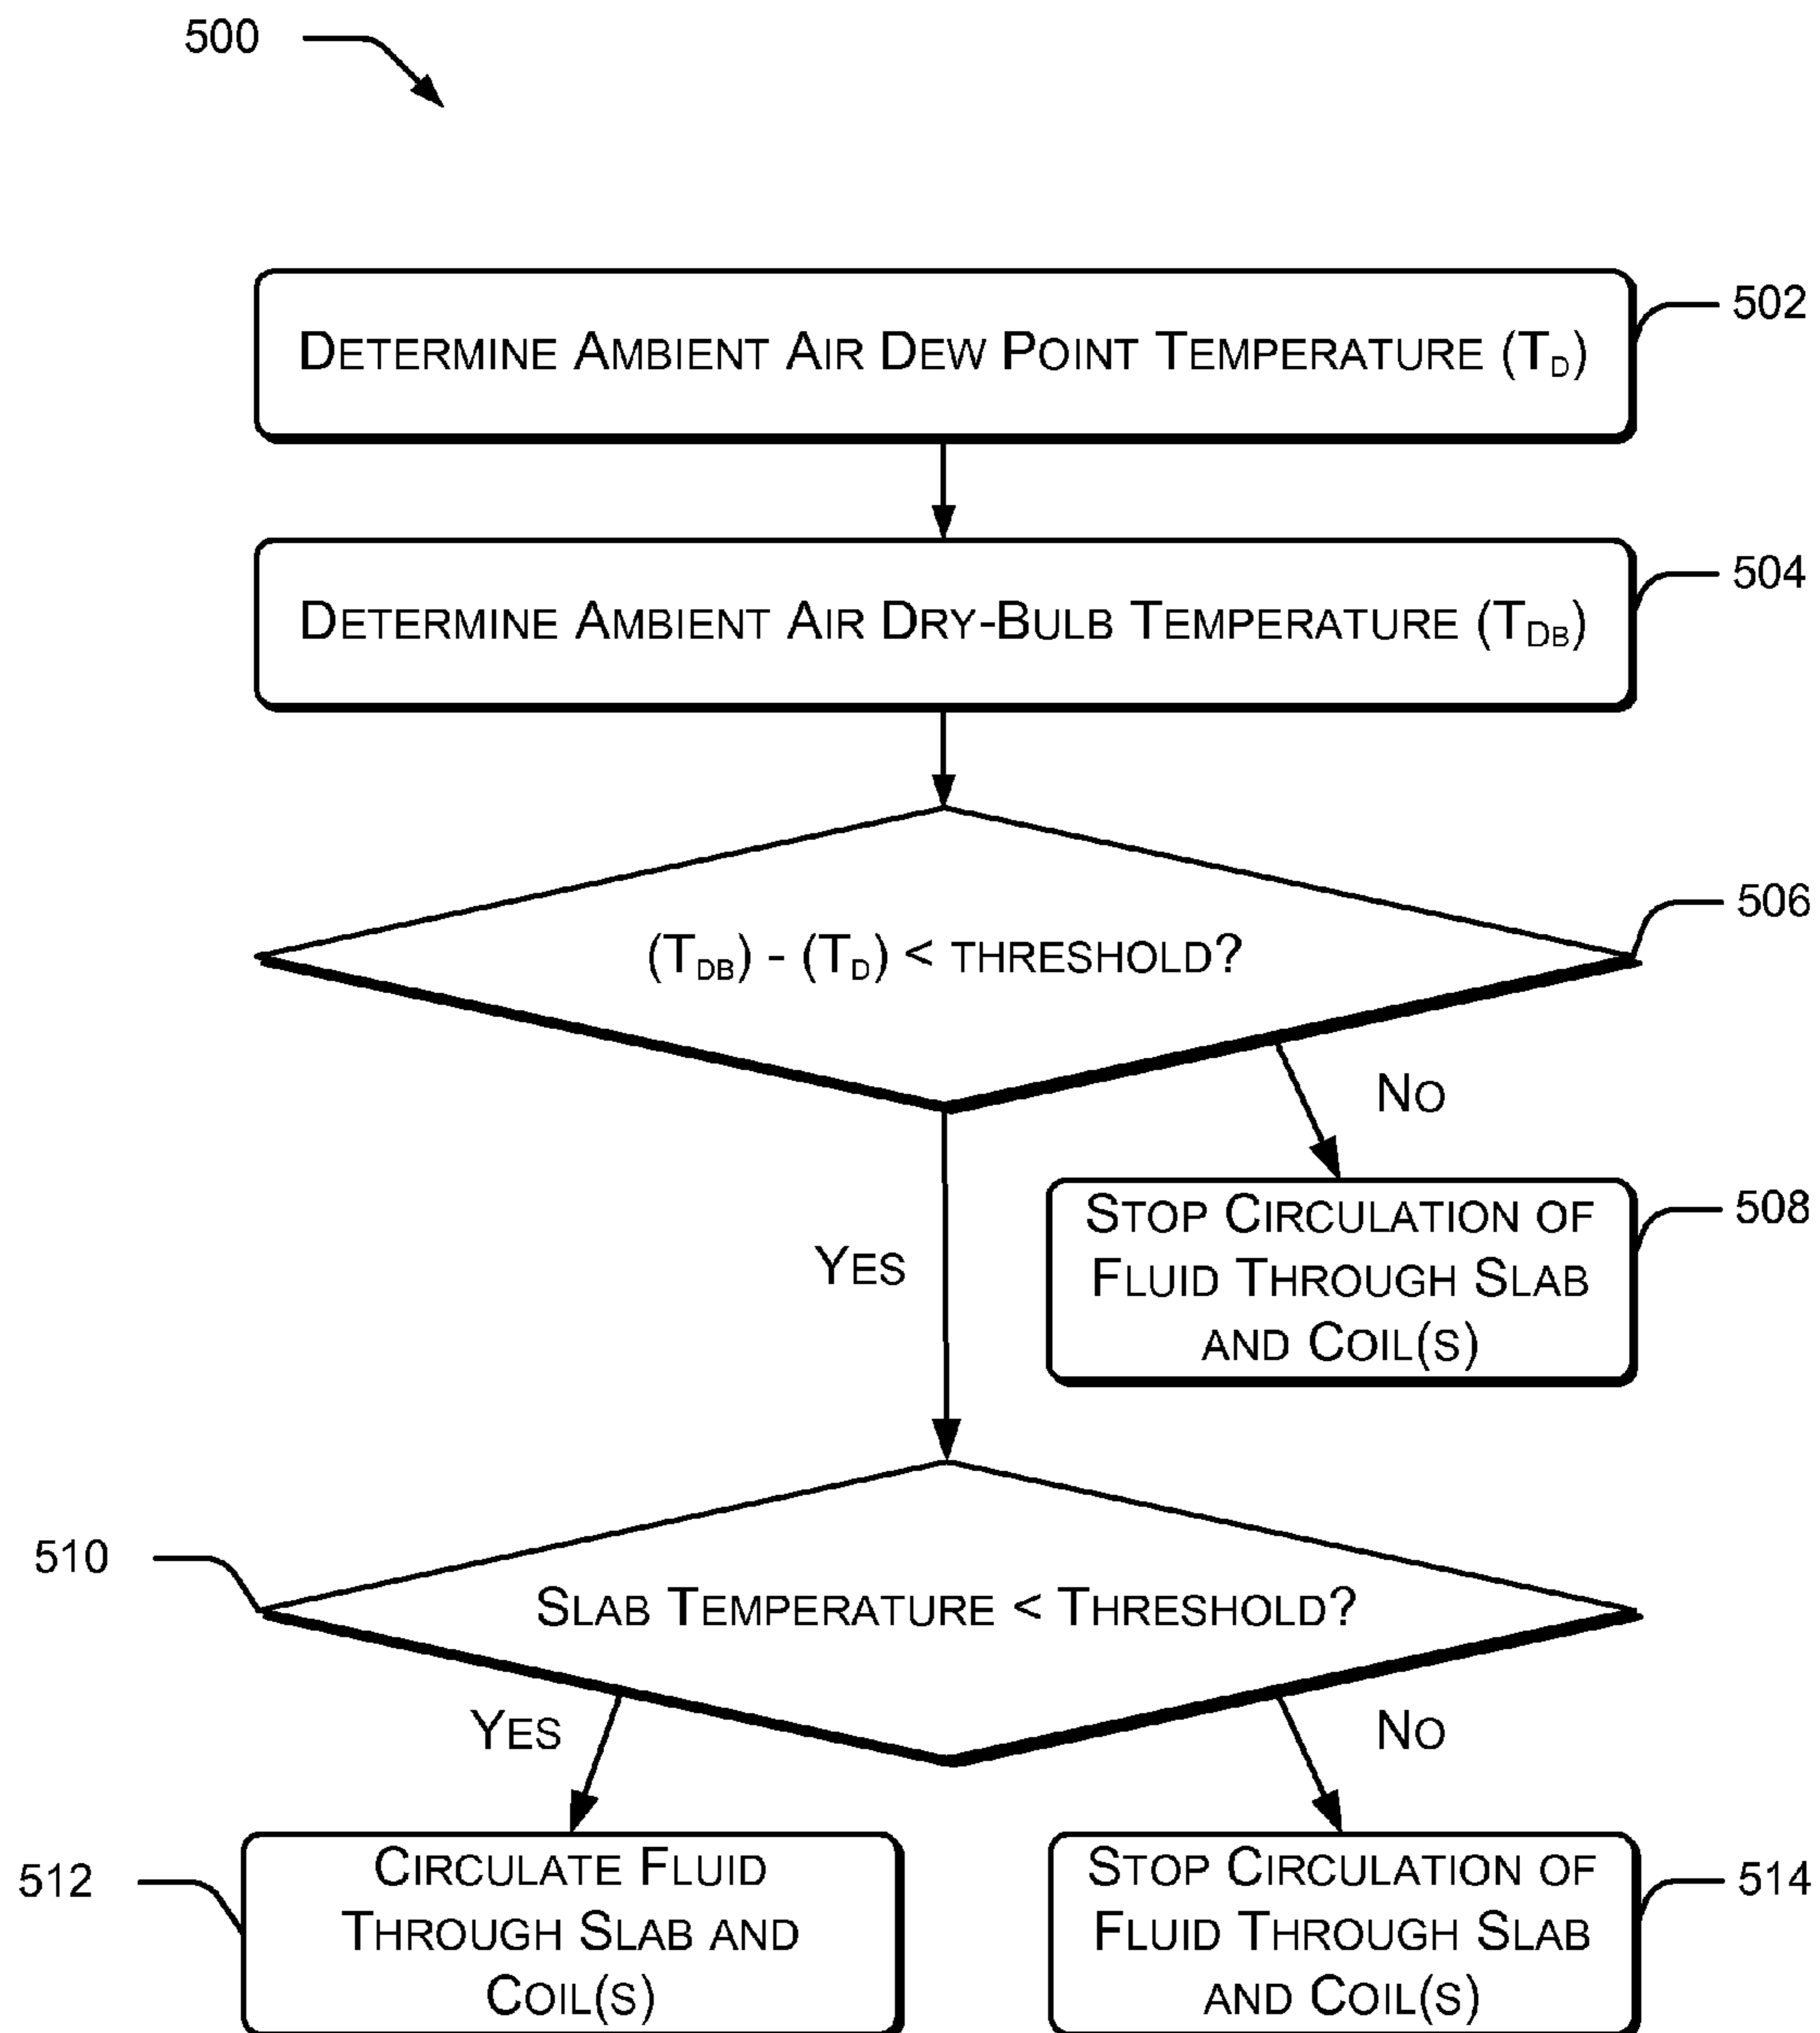 500
DETERMINE AMBIENT AIR DEW POINT TEMPERATURE (TD)
502
DETERMINE AMBIENT AIR DRY-BULB TEMPERATURE (TDB)
504
(TDB) - (TD) < THRESHOLD?
506
NO
STOP CIRCULATION OF
FLUID THROUGH SLAB
AND COIL(S)
508
YES
510
SLAB TEMPERATURE < THRESHOLD?
YES
NO
512
CIRCULATE FLUID
THROUGH SLAB AND
COIL(S)
STOP CIRCULATION OF
FLUID THROUGH SLAB
AND COIL(S)
514